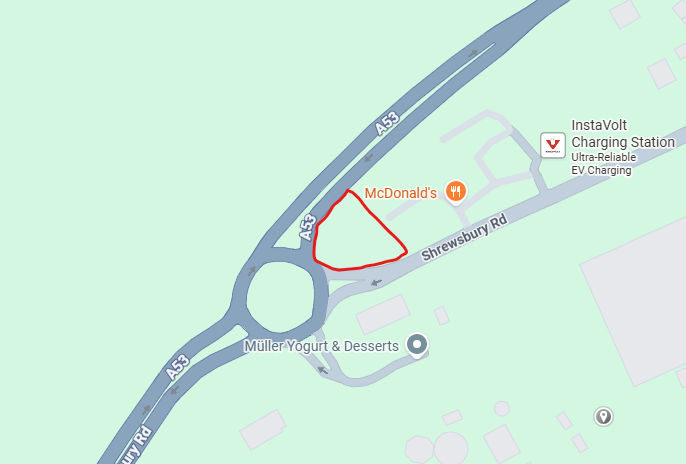 A53
InstaVolt
Charging Station
Ultra-Reliable
EV Charging
McDonald's
A53
Shrewsbury Rd
Müller Yogurt & Desserts
A53
ury Rd